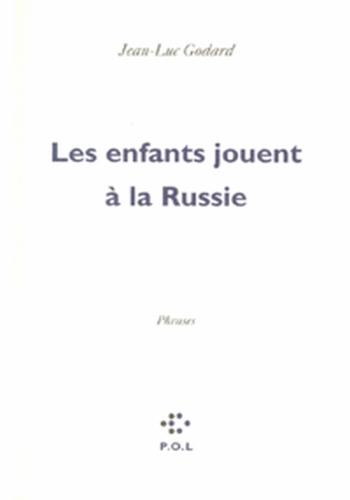 Jean-Luc Godard
Les enfants jouent
à la Russie
Phrases
P.O.L